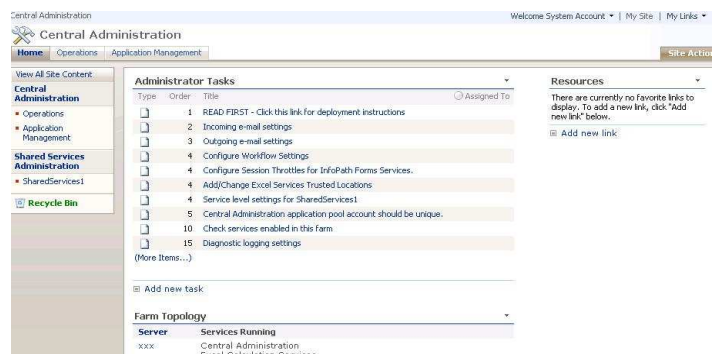 Central Administration
Welcome System Account | My Site | My Links
Central Administration
Home Operations Application Management
Site Action
View All Site Content
Central Administration
Operations
Application Management
Shared Services Administration
SharedServices1
Recycle Bin
Administrator Tasks
Type Order Title Assigned To
1 READ FIRST - Click this link for deployment instructions
2 Incoming e-mail settings
3 Outgoing e-mail settings
4 Configure Workflow Settings
4 Configure Session Throttles for InfoPath Forms Services.
4 Add/Change Excel Services Trusted Locations
4 Service level settings for SharedServices1
5 Central Administration application pool account should be unique.
10 Check services enabled in this farm
15 Diagnostic logging settings
(More Items...)
Add new task
Farm Topology
Server Services Running
xxx Central Administration
Excel Calculation Services
Resources
There are currently no favorite links to
display. To add a new link, click "Add
new link" below.
Add new link